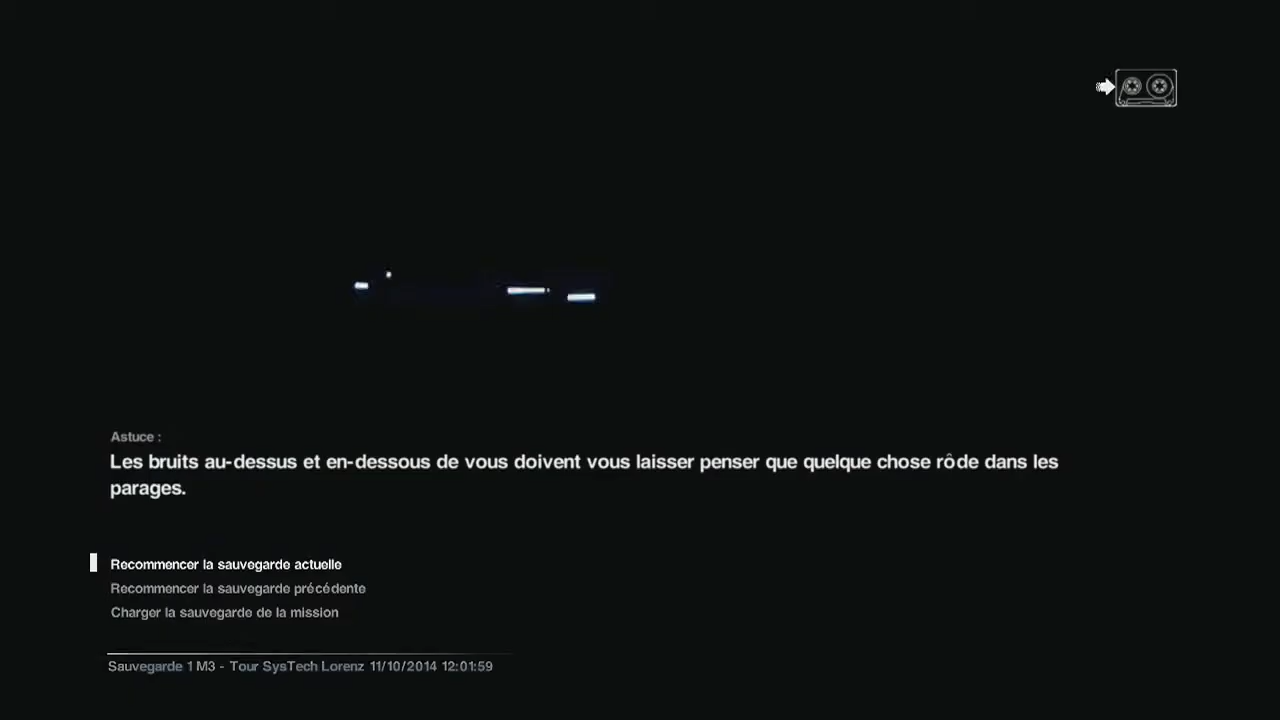 Astuce :
Les bruits au-dessus et en-dessous de vous doivent vous laisser penser que quelque chose rôde dans les
parages.
Recommencer la sauvegarde actuelle
Recommencer la sauvegarde précédente
Charger la sauvegarde de la mission
Sauvegarde 1 M3 - Tour SysTech Lorenz 11/10/2014 12:01:59